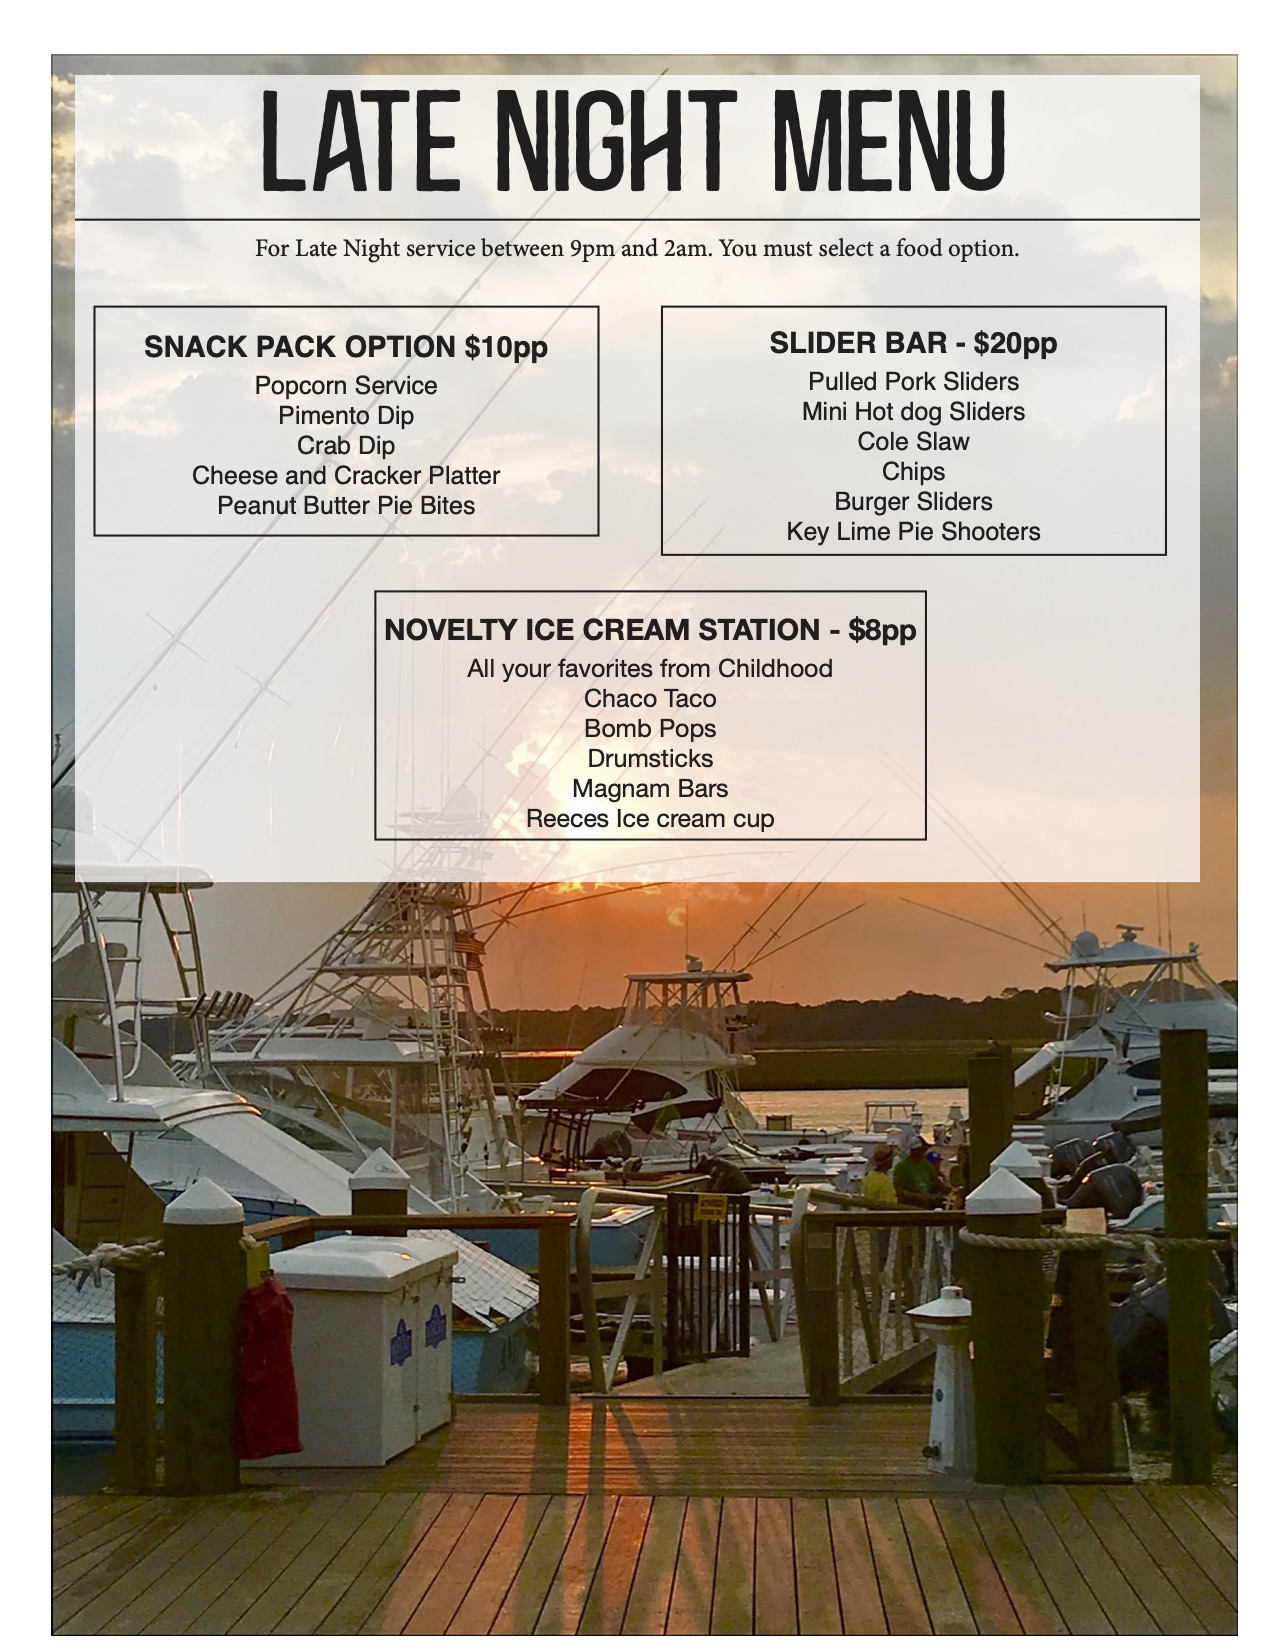 LATE NIGHT MENU
For Late Night service between 9pm and 2am. You must select a food option.
SNACK PACK OPTION $10pp
Popcorn Service
Pimento Dip
Crab Dip
Cheese and Cracker Platter
Peanut Butter Pie Bites
SLIDER BAR - $20pp
Pulled Pork Sliders
Mini Hot dog Sliders
Cole Slaw
Chips
Burger Sliders
Key Lime Pie Shooters
NOVELTY ICE CREAM STATION - $8pp
All your favorites from Childhood
Chaco Taco
Bomb Pops
Drumsticks
Magnam Bars
Reeces Ice cream cup